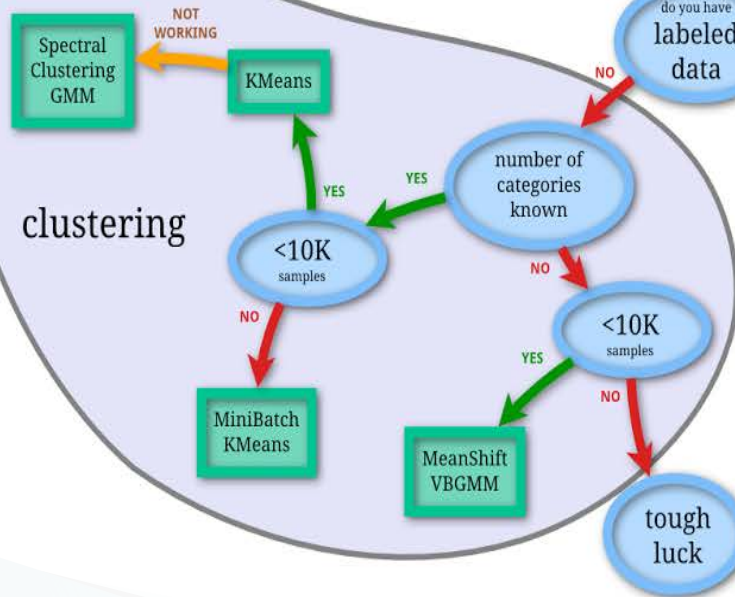 do you have
labeled
data
NO
NOT
WORKING
Spectral
Clustering
GMM
KMeans
number of
categories
known
YES
YES
clustering
<10K
samples
NO
NO
<10K
samples
YES
NO
MiniBatch
KMeans
MeanShift
VBGMM
tough
luck